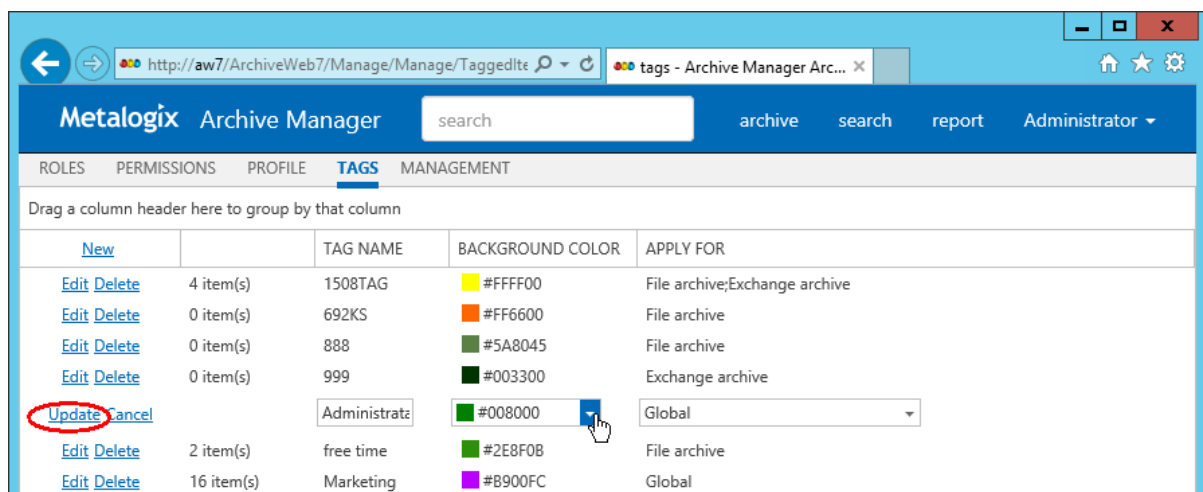 x
http://aw7/ArchiveWeb7/Manage/Manage/TaggedIte
tags - Archive Manager Arc...
Metalogix Archive Manager
search
archive
search
report
Administrator
ROLES
PERMISSIONS
PROFILE
TAGS
MANAGEMENT
Drag a column header here to group by that column
New TAG NAME BACKGROUND COLOR APPLY FOR
Edit Delete 4 item(s) 1508TAG #FFFF00 File archive;Exchange archive
Edit Delete 0 item(s) 692KS #FF6600 File archive
Edit Delete 0 item(s) 888 #5A8045 File archive
Edit Delete 0 item(s) 999 #003300 Exchange archive
Update Cancel Administrata #008000 Global
Edit Delete 2 item(s) free time #2E8F0B File archive
Edit Delete 16 item(s) Marketing #B900FC Global